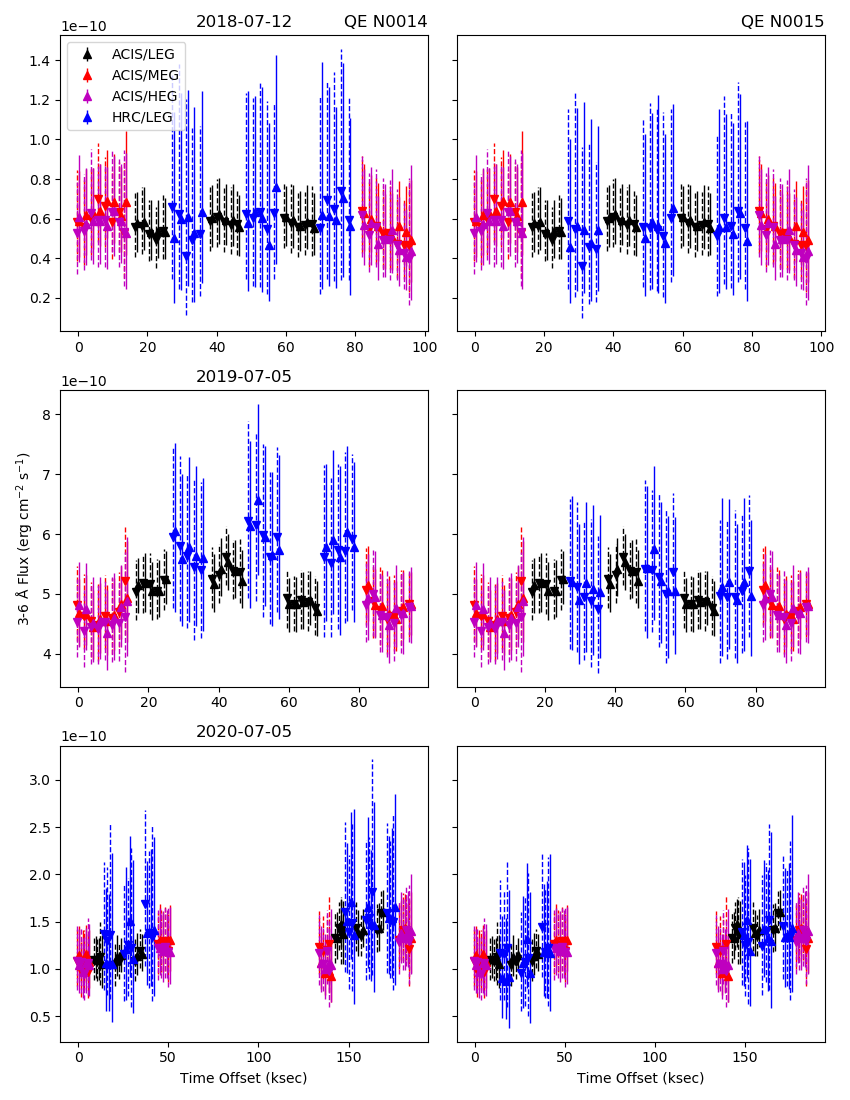 1e−10 2018-07-12 QE N0014 QE N0015
ACIS/LEG
ACIS/MEG
ACIS/HEG
HRC/LEG
1.4
1.2
1.0
0.8
0.6
0.4
0.2
0 20 40 60 80 100 0 20 40 60 80 100
1e−10 2019-07-05
8
7
6
5
4
3-6 Å Flux (erg cm⁻² s⁻¹)
0 20 40 60 80 0 20 40 60 80
1e−10 2020-07-05
3.0
2.5
2.0
1.5
1.0
0.5
0 50 100 150 0 50 100 150
Time Offset (ksec) Time Offset (ksec)